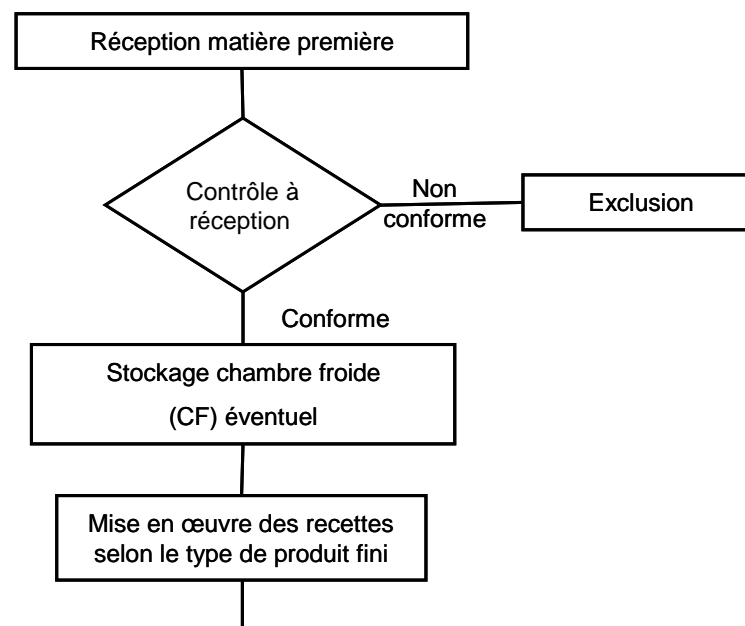 Réception matière première
Contrôle à
réception
Non
conforme
Exclusion
Conforme
Stockage chambre froide
(CF) éventuel
Mise en œuvre des recettes
selon le type de produit fini